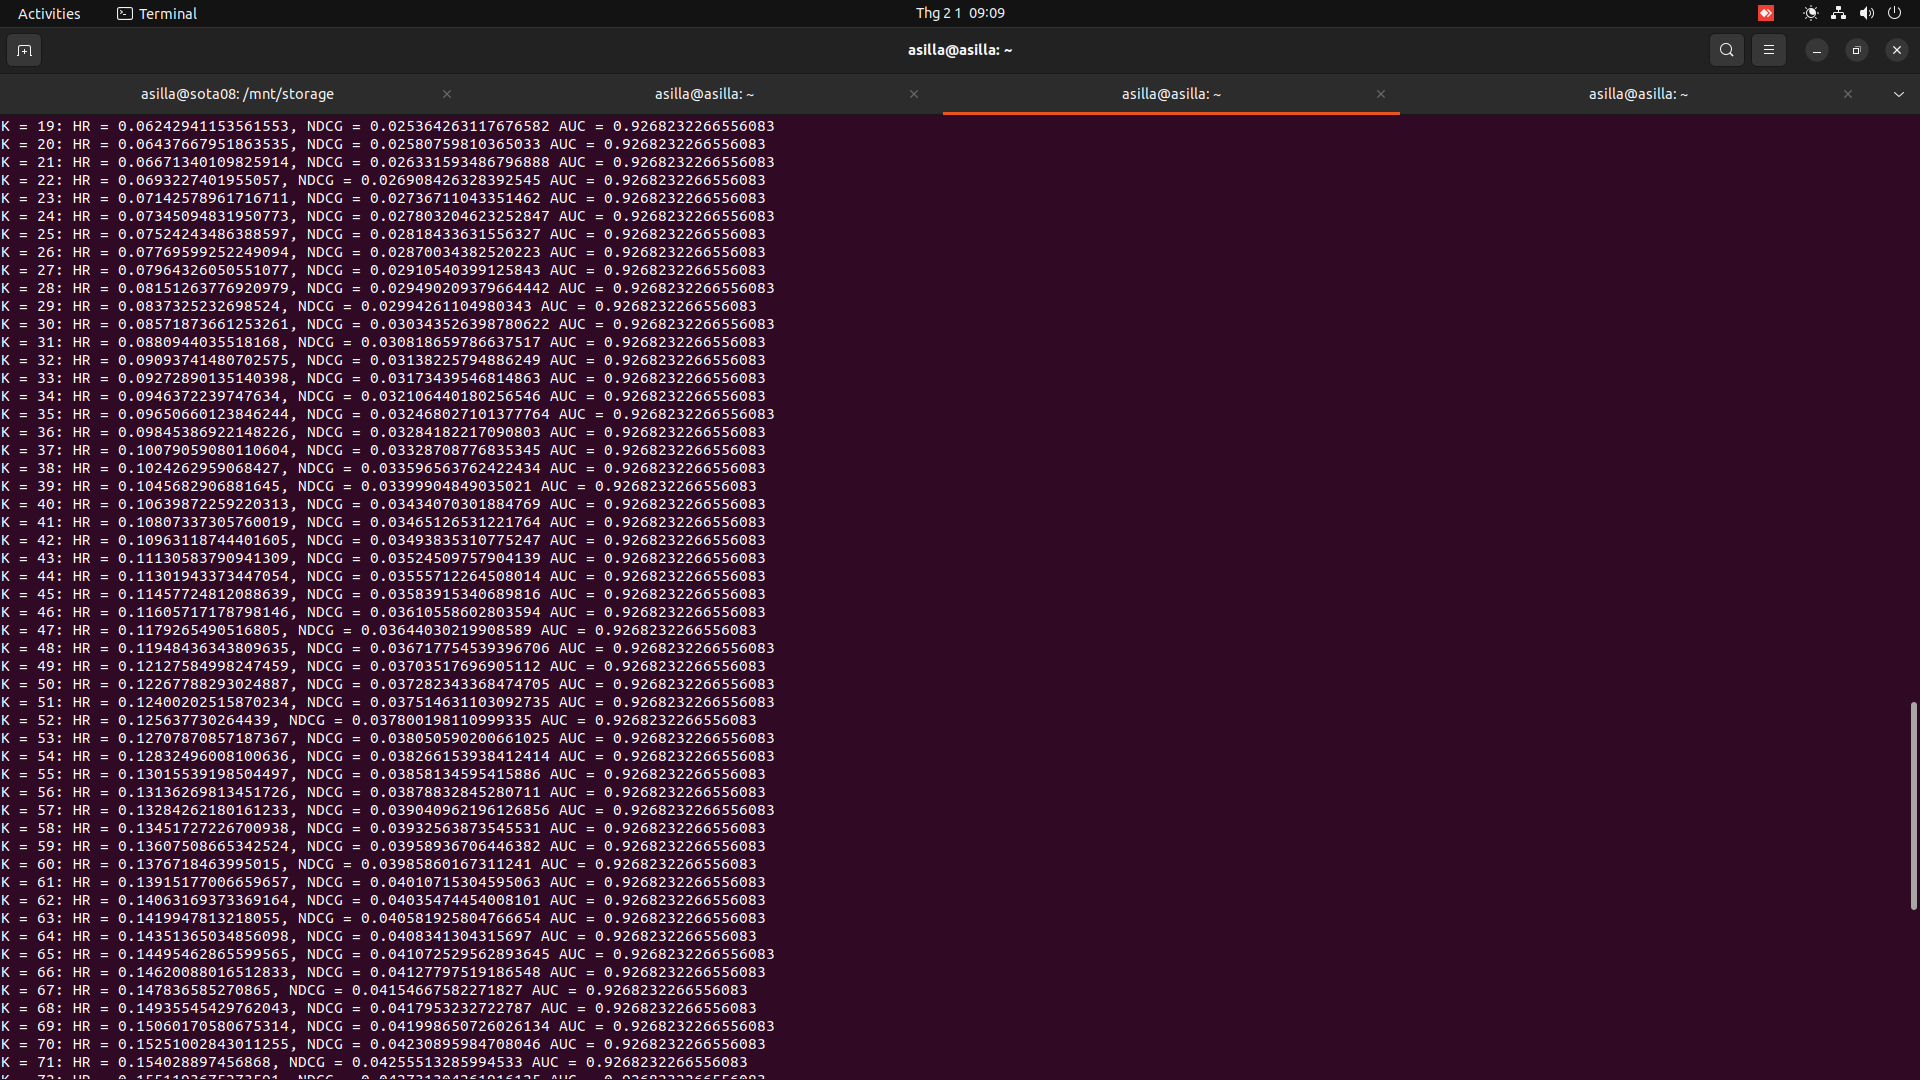 Activities
Terminal
Thg 2 1 09:09
asilla@asilla: ~
asilla@sota08: /mnt/storage
asilla@asilla: ~
asilla@asilla: ~
asilla@asilla: ~
K = 19: HR = 0.06242941153561553, NDCG = 0.025364263117676582 AUC = 0.9268232266556083
K = 20: HR = 0.06437667951863535, NDCG = 0.02580759810365033 AUC = 0.9268232266556083
K = 21: HR = 0.06671340109825914, NDCG = 0.026331593486796888 AUC = 0.9268232266556083
K = 22: HR = 0.0693227401955057, NDCG = 0.026908426328392545 AUC = 0.9268232266556083
K = 23: HR = 0.07142578961716711, NDCG = 0.02736711043351462 AUC = 0.9268232266556083
K = 24: HR = 0.07345094831950773, NDCG = 0.027803204623252847 AUC = 0.9268232266556083
K = 25: HR = 0.07524243486388597, NDCG = 0.02818433631556327 AUC = 0.9268232266556083
K = 26: HR = 0.07769599252249094, NDCG = 0.02870034382520223 AUC = 0.9268232266556083
K = 27: HR = 0.07964326050551077, NDCG = 0.02910540399125843 AUC = 0.9268232266556083
K = 28: HR = 0.08151263776920979, NDCG = 0.029490209379664442 AUC = 0.9268232266556083
K = 29: HR = 0.0837325232698524, NDCG = 0.02994261104980343 AUC = 0.9268232266556083
K = 30: HR = 0.08571873661253261, NDCG = 0.030343526398780622 AUC = 0.9268232266556083
K = 31: HR = 0.0880944035518168, NDCG = 0.030818659786637517 AUC = 0.9268232266556083
K = 32: HR = 0.09093741480702575, NDCG = 0.03138225794886249 AUC = 0.9268232266556083
K = 33: HR = 0.09272890135140398, NDCG = 0.03173439546814863 AUC = 0.9268232266556083
K = 34: HR = 0.0946372239747634, NDCG = 0.032106440180256546 AUC = 0.9268232266556083
K = 35: HR = 0.09650660123846244, NDCG = 0.032468027101377764 AUC = 0.9268232266556083
K = 36: HR = 0.09845386922148226, NDCG = 0.03284182217090803 AUC = 0.9268232266556083
K = 37: HR = 0.10079059080110604, NDCG = 0.03328708776835345 AUC = 0.9268232266556083
K = 38: HR = 0.1024262959068427, NDCG = 0.033596563762422434 AUC = 0.9268232266556083
K = 39: HR = 0.1045682906881645, NDCG = 0.03399904849035021 AUC = 0.9268232266556083
K = 40: HR = 0.10639872259220313, NDCG = 0.03434070301884769 AUC = 0.9268232266556083
K = 41: HR = 0.10807337305760019, NDCG = 0.03465126531221764 AUC = 0.9268232266556083
K = 42: HR = 0.10963118744401605, NDCG = 0.03493835310775247 AUC = 0.9268232266556083
K = 43: HR = 0.11130583790941309, NDCG = 0.03524509757904139 AUC = 0.9268232266556083
K = 44: HR = 0.11301943373447054, NDCG = 0.03555712264508014 AUC = 0.9268232266556083
K = 45: HR = 0.11457724812088639, NDCG = 0.03583915340689816 AUC = 0.9268232266556083
K = 46: HR = 0.11605717178798146, NDCG = 0.03610558602803594 AUC = 0.9268232266556083
K = 47: HR = 0.1179265490516805, NDCG = 0.03644030219908589 AUC = 0.9268232266556083
K = 48: HR = 0.11948436343809635, NDCG = 0.036717754539396706 AUC = 0.9268232266556083
K = 49: HR = 0.12127584998247459, NDCG = 0.03703517696905112 AUC = 0.9268232266556083
K = 50: HR = 0.12267788293024887, NDCG = 0.037282343368474705 AUC = 0.9268232266556083
K = 51: HR = 0.12400202515870234, NDCG = 0.037514631103092735 AUC = 0.9268232266556083
K = 52: HR = 0.125637730264439, NDCG = 0.037800198110999335 AUC = 0.9268232266556083
K = 53: HR = 0.12707870857187367, NDCG = 0.038050590200661025 AUC = 0.9268232266556083
K = 54: HR = 0.12832496008100636, NDCG = 0.038266153938412414 AUC = 0.9268232266556083
K = 55: HR = 0.13015539198504497, NDCG = 0.03858134595415886 AUC = 0.9268232266556083
K = 56: HR = 0.13136269813451726, NDCG = 0.03878832845280711 AUC = 0.9268232266556083
K = 57: HR = 0.13284262180161233, NDCG = 0.039040962196126856 AUC = 0.9268232266556083
K = 58: HR = 0.13451727226700938, NDCG = 0.03932563873545531 AUC = 0.9268232266556083
K = 59: HR = 0.13607508665342524, NDCG = 0.03958936706446382 AUC = 0.9268232266556083
K = 60: HR = 0.1376718463995015, NDCG = 0.03985860167311241 AUC = 0.9268232266556083
K = 61: HR = 0.13915177006659657, NDCG = 0.04010715304595063 AUC = 0.9268232266556083
K = 62: HR = 0.14063169373369164, NDCG = 0.04035474454008101 AUC = 0.9268232266556083
K = 63: HR = 0.1419947813218055, NDCG = 0.040581925804766654 AUC = 0.9268232266556083
K = 64: HR = 0.14351365034856098, NDCG = 0.0408341304315697 AUC = 0.9268232266556083
K = 65: HR = 0.14495462865599565, NDCG = 0.041072529562893645 AUC = 0.9268232266556083
K = 66: HR = 0.14620088016512833, NDCG = 0.04127797519186548 AUC = 0.9268232266556083
K = 67: HR = 0.147836585270865, NDCG = 0.04154667582271827 AUC = 0.9268232266556083
K = 68: HR = 0.14935545429762043, NDCG = 0.0417953232722787 AUC = 0.9268232266556083
K = 69: HR = 0.15060170580675314, NDCG = 0.041998650726026134 AUC = 0.9268232266556083
K = 70: HR = 0.15251002843011255, NDCG = 0.04230895984708046 AUC = 0.9268232266556083
K = 71: HR = 0.154028897456868, NDCG = 0.04255513285994533 AUC = 0.9268232266556083